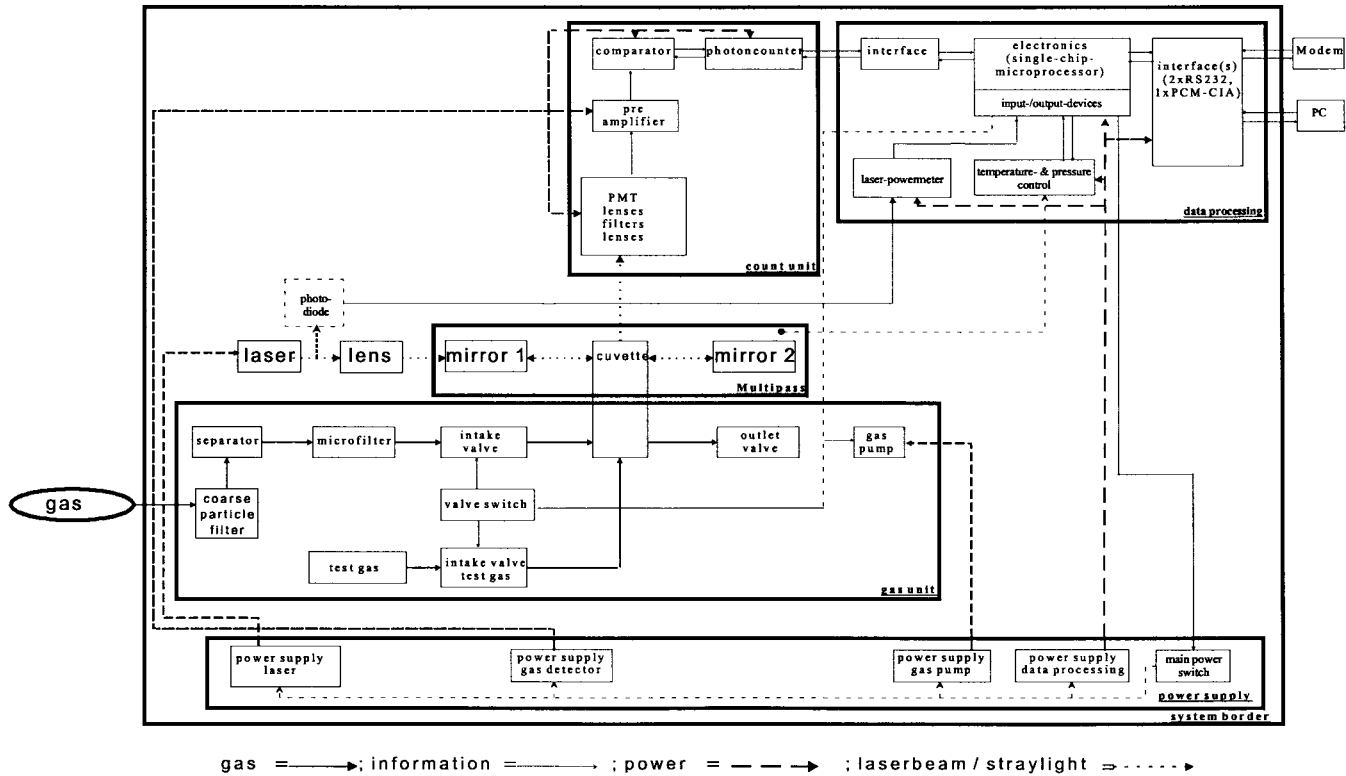 comparator
photoncounter
interface
electronics
(single-chip-
microprocessor)
input-/output-devices
interface(s)
(2xRS232,
1xPCM-CIA)
Modem
PC
pre
amplifier
laser-powermeter
temperature- & pressure
control
data processing
PMT
lenses
filters
lenses
count unit
photo-
diode
laser
lens
mirror 1
cuvette
mirror 2
Multipass
separator
microfilter
intake
valve
outlet
valve
gas
pump
gas
coarse
particle
filter
valve switch
test gas
intake valve
test gas
gas unit
power supply
laser
power supply
gas detector
power supply
gas pump
power supply
data processing
main power
switch
power supply
system border
gas = ; information = ; power = ; laserbeam / straylight =